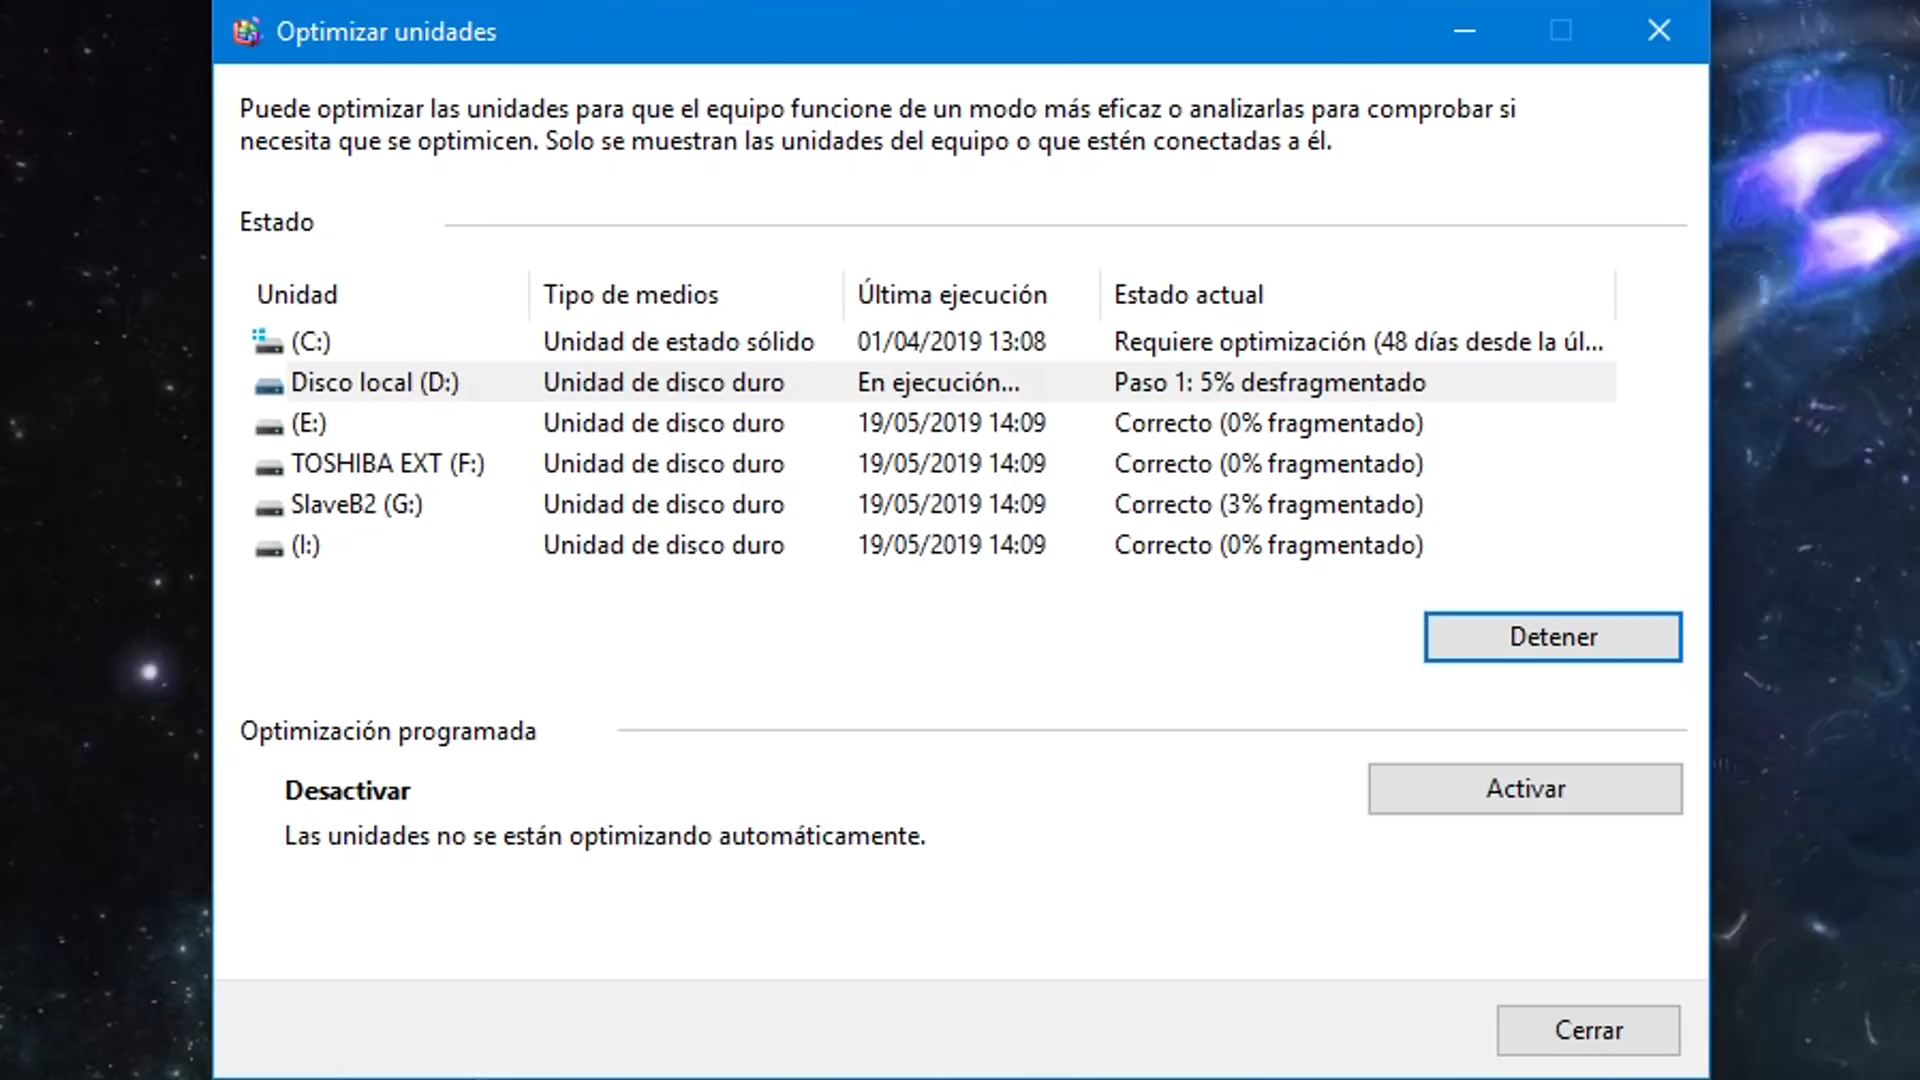 Optimizar unidades
Puede optimizar las unidades para que el equipo funcione de un modo más eficaz o analizarlas para comprobar si
necesita que se optimicen. Solo se muestran las unidades del equipo o que estén conectadas a él.
Estado
Unidad Tipo de medios Última ejecución Estado actual
(C:) Unidad de estado sólido 01/04/2019 13:08 Requiere optimización (48 días desde la úl...
Disco local (D:) Unidad de disco duro En ejecución... Paso 1: 5% desfragmentado
(E:) Unidad de disco duro 19/05/2019 14:09 Correcto (0% fragmentado)
TOSHIBA EXT (F:) Unidad de disco duro 19/05/2019 14:09 Correcto (0% fragmentado)
SlaveB2 (G:) Unidad de disco duro 19/05/2019 14:09 Correcto (3% fragmentado)
(I:) Unidad de disco duro 19/05/2019 14:09 Correcto (0% fragmentado)
Detener
Optimización programada
Desactivar
Activar
Las unidades no se están optimizando automáticamente.
Cerrar